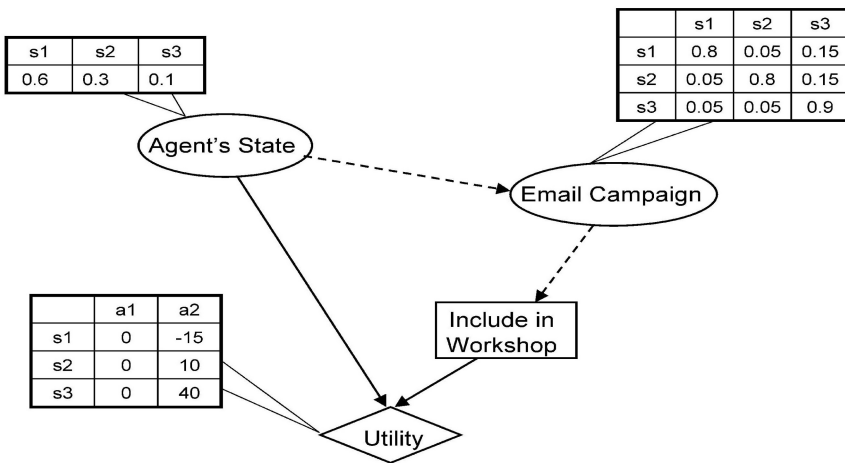 s1 s2 s3
0.6 0.3 0.1
s1 s2 s3
s1 0.8 0.05 0.15
s2 0.05 0.8 0.15
s3 0.05 0.05 0.9
Agent's State
Email Campaign
a1 a2
s1 0 -15
s2 0 10
s3 0 40
Include in
Workshop
Utility